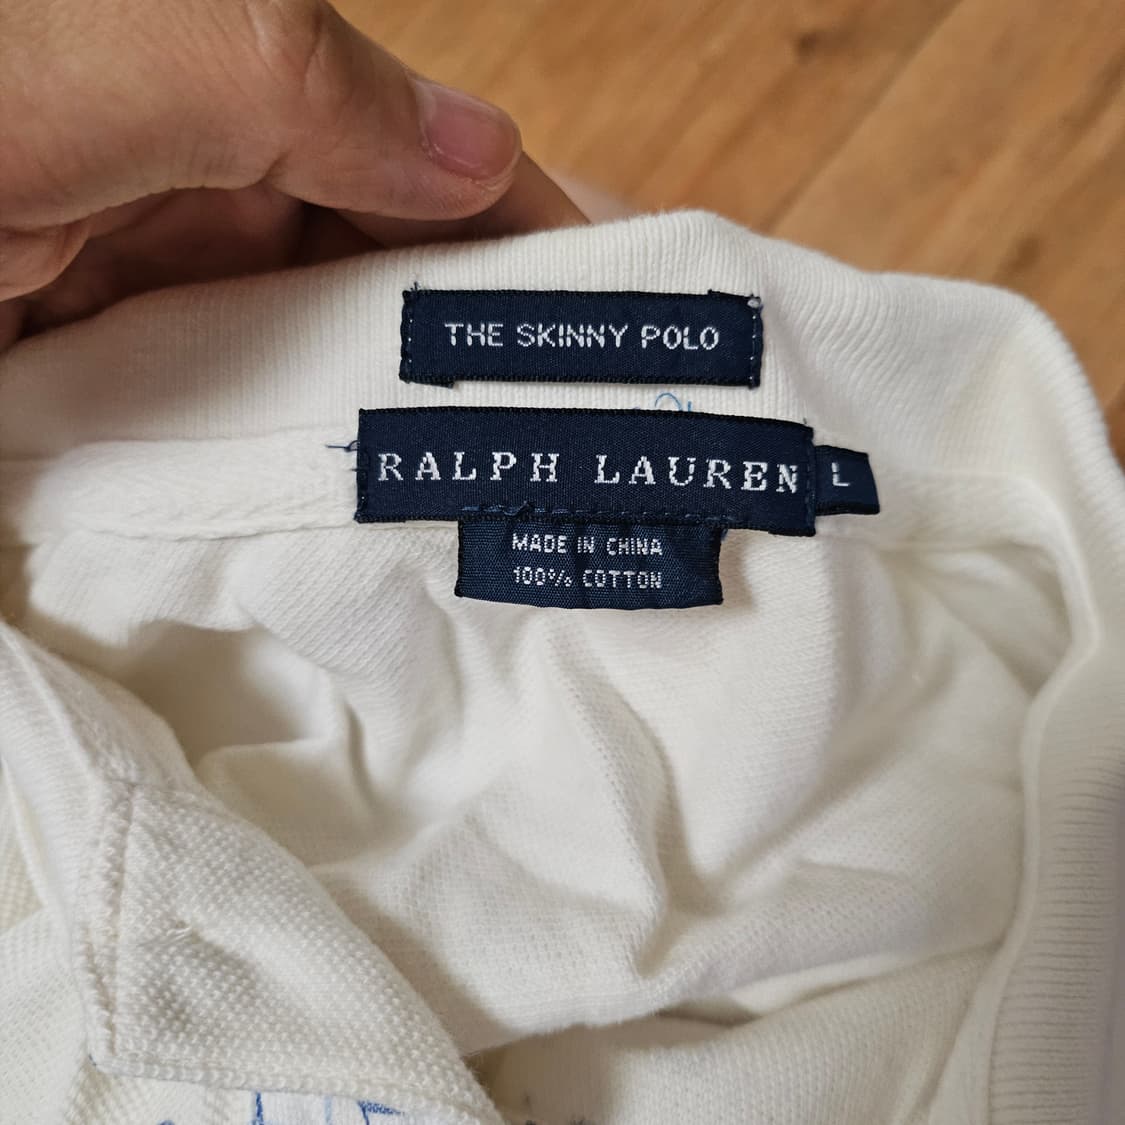 THE SKINNY POLO
RALPH LAUREN
L
MADE IN CHINA
100% COTTON